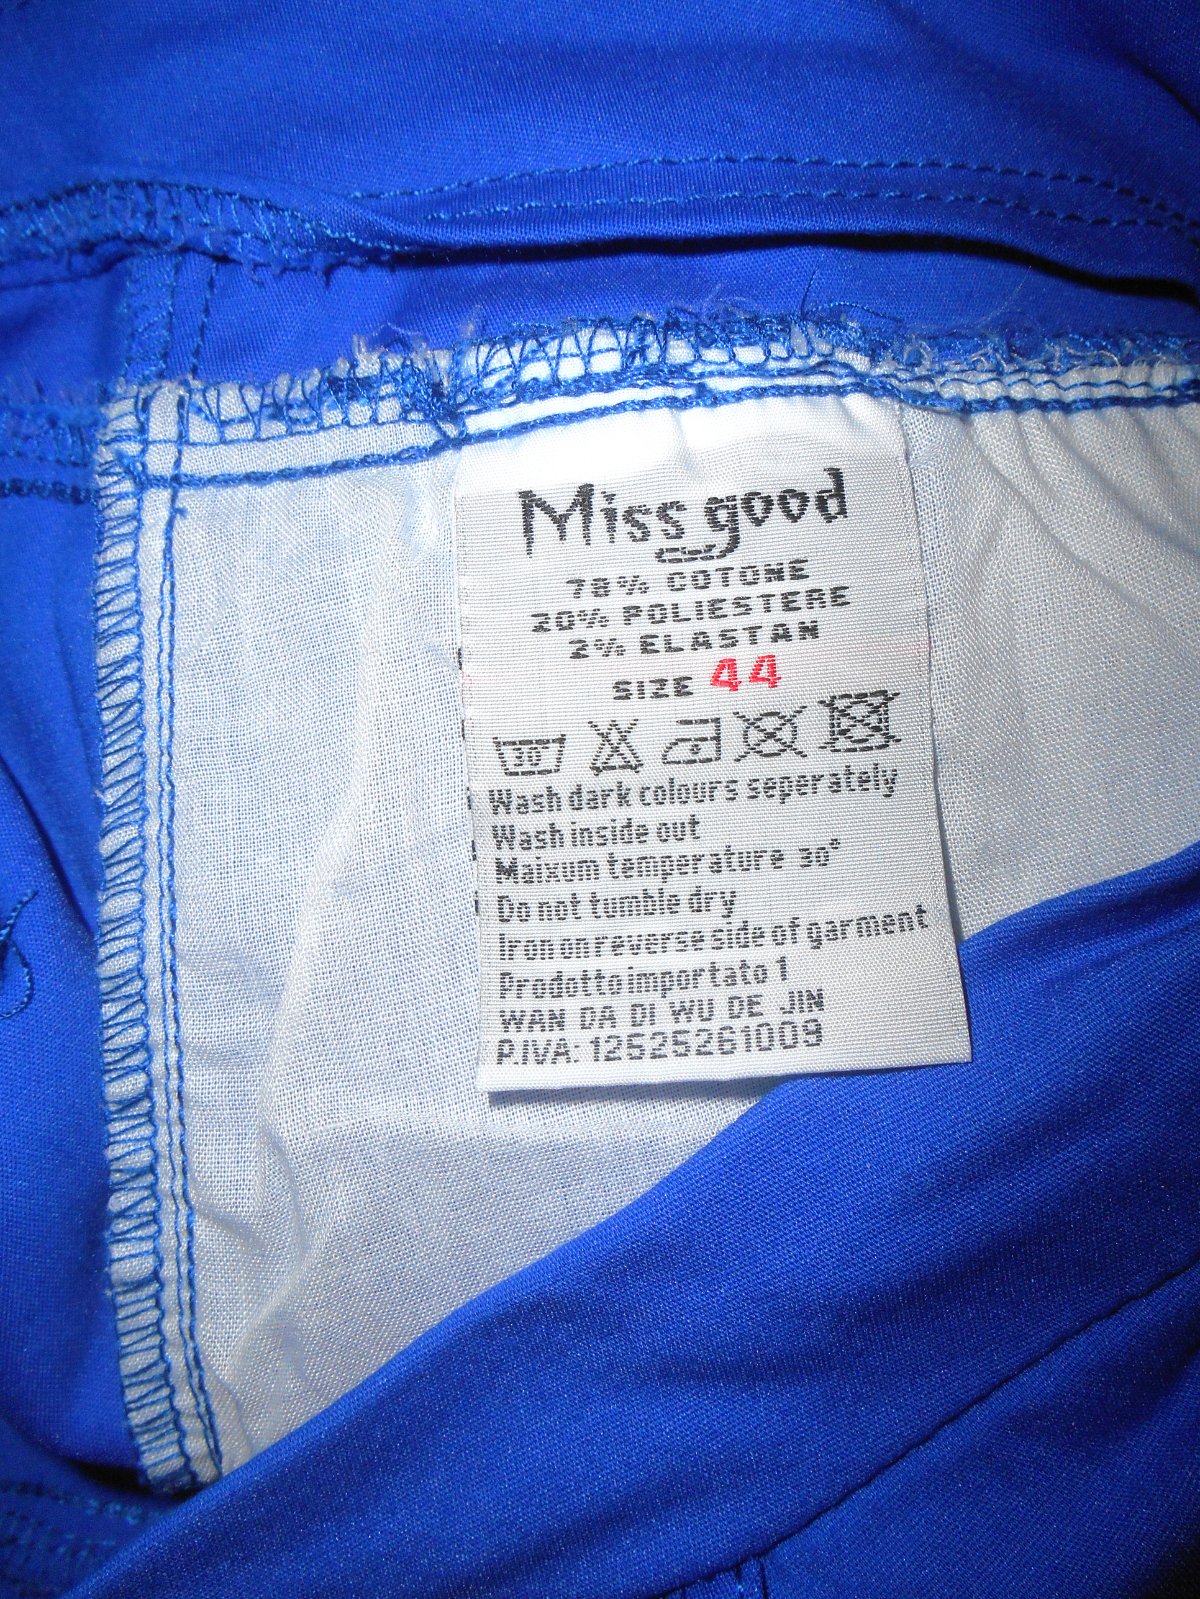 Miss good
78% COTONE
20% POLIESTERE
2% ELASTAN
SIZE 44
30
Wash dark colours seperately
Wash inside out
Maixum temperature 30°
Do not tumble dry
Iron on reverse side of garment
Prodotto importato 1
WAN DA DI WU DE JIN
P.IVA: 12525261009